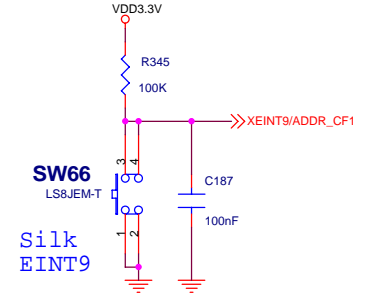 VDD3.3V
R345
100K
XEINT9/ADDR_CF1
3
4
SW66
LS8JEM-T
C187
100nF
1
2
Silk
EINT9